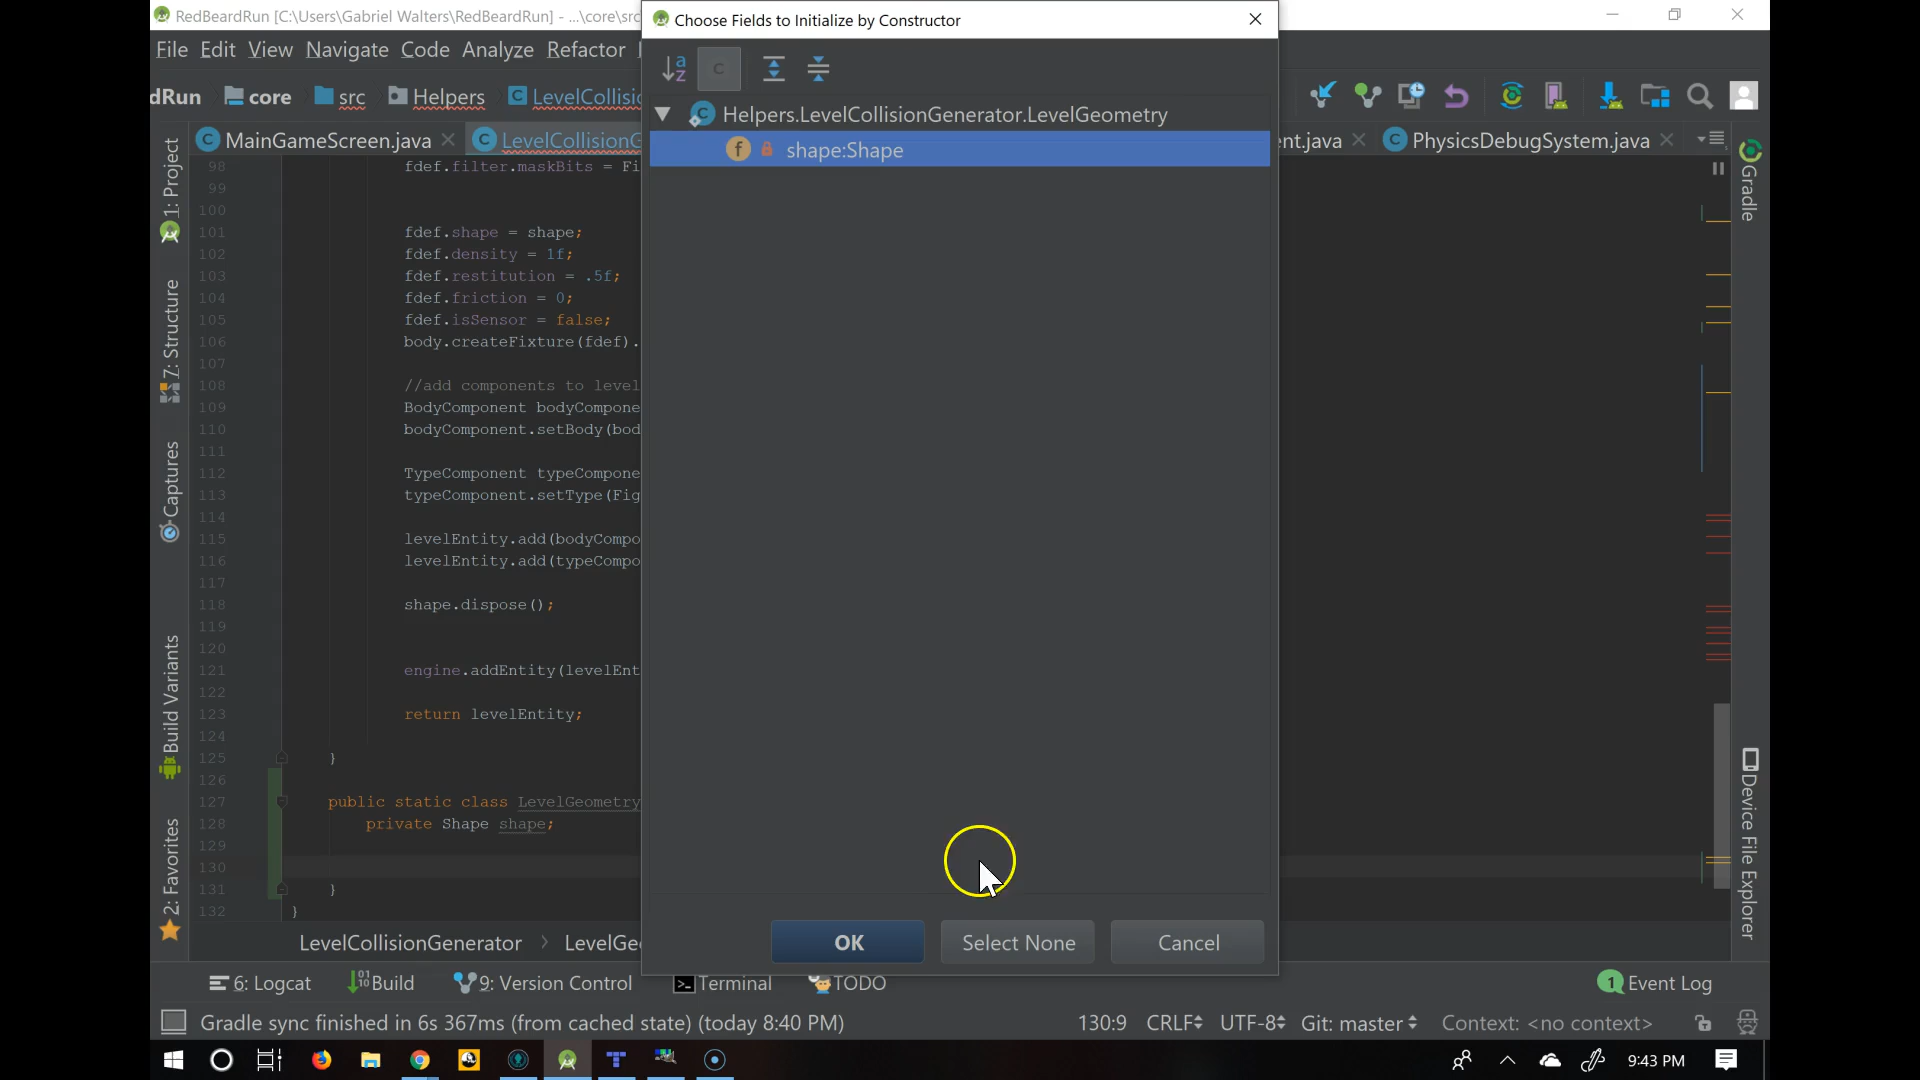 RedBeardRun [C:\Users\Gabriel Walters\RedBeardRun] - ...\core\src
File Edit View Navigate Code Analyze Refactor
dRun core src Helpers LevelCollisio
MainGameScreen.java LevelCollisionG
98 fdef.filter.maskBits = Fi
99
100
101 fdef.shape = shape;
102 fdef.density = 1f;
103 fdef.restitution = .5f;
104 fdef.friction = 0;
105 fdef.isSensor = false;
106 body.createFixture(fdef).
107
108 //add components to level
109 BodyComponent bodyCompone
110 bodyComponent.setBody(bod
111
112 TypeComponent typeCompone
113 typeComponent.setType(Fig
114
115 levelEntity.add(bodyCompo
116 levelEntity.add(typeCompo
117
118 shape.dispose();
119
120
121 engine.addEntity(levelEnt
122
123 return levelEntity;
124
125 }
126
127 public static class LevelGeometry
128 private Shape shape;
129
130
131 }
132 }
LevelCollisionGenerator > LevelGe
1: Project
7: Structure
Captures
Build Variants
2: Favorites
Choose Fields to Initialize by Constructor
a
z
C
Helpers.LevelCollisionGenerator.LevelGeometry
f shape:Shape
OK Select None Cancel
nt.java PhysicsDebugSystem.java
Gradle
Device File Explorer
6: Logcat Build 9: Version Control Terminal TODO 1 Event Log
Gradle sync finished in 6s 367ms (from cached state) (today 8:40 PM) 130:9 CRLF UTF-8 Git: master Context: <no context>
9:43 PM